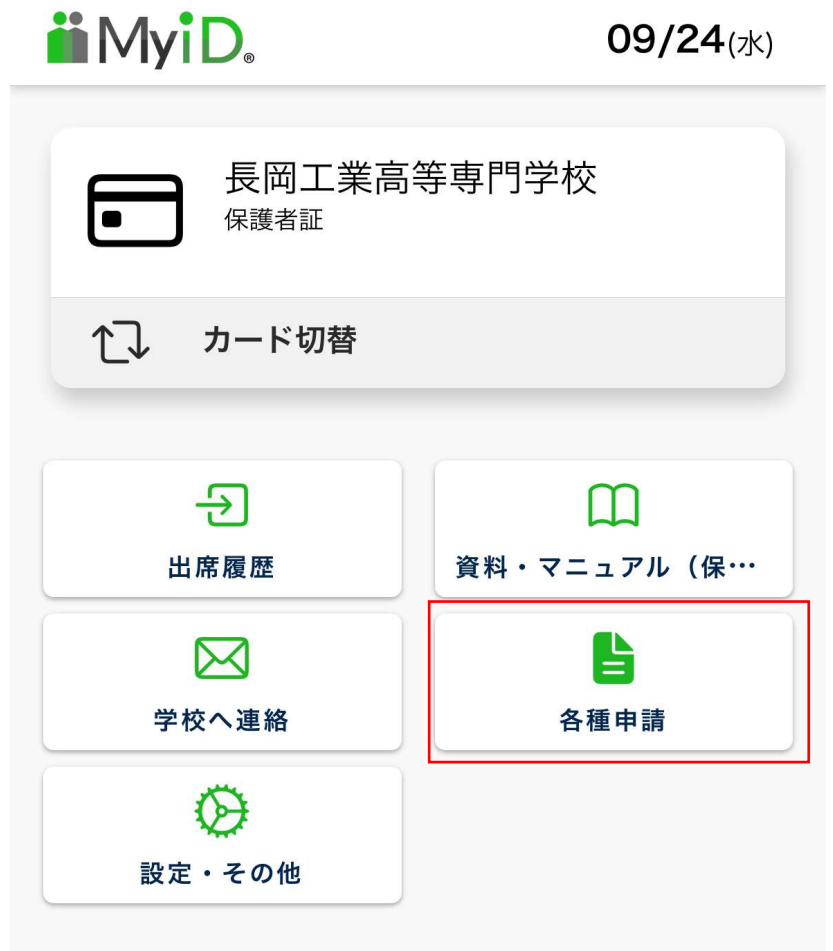 MyiD®
09/24(水)
長岡工業高等専門学校
保護者証
カード切替
出席履歴
資料・マニュアル（保…
学校へ連絡
各種申請
設定・その他